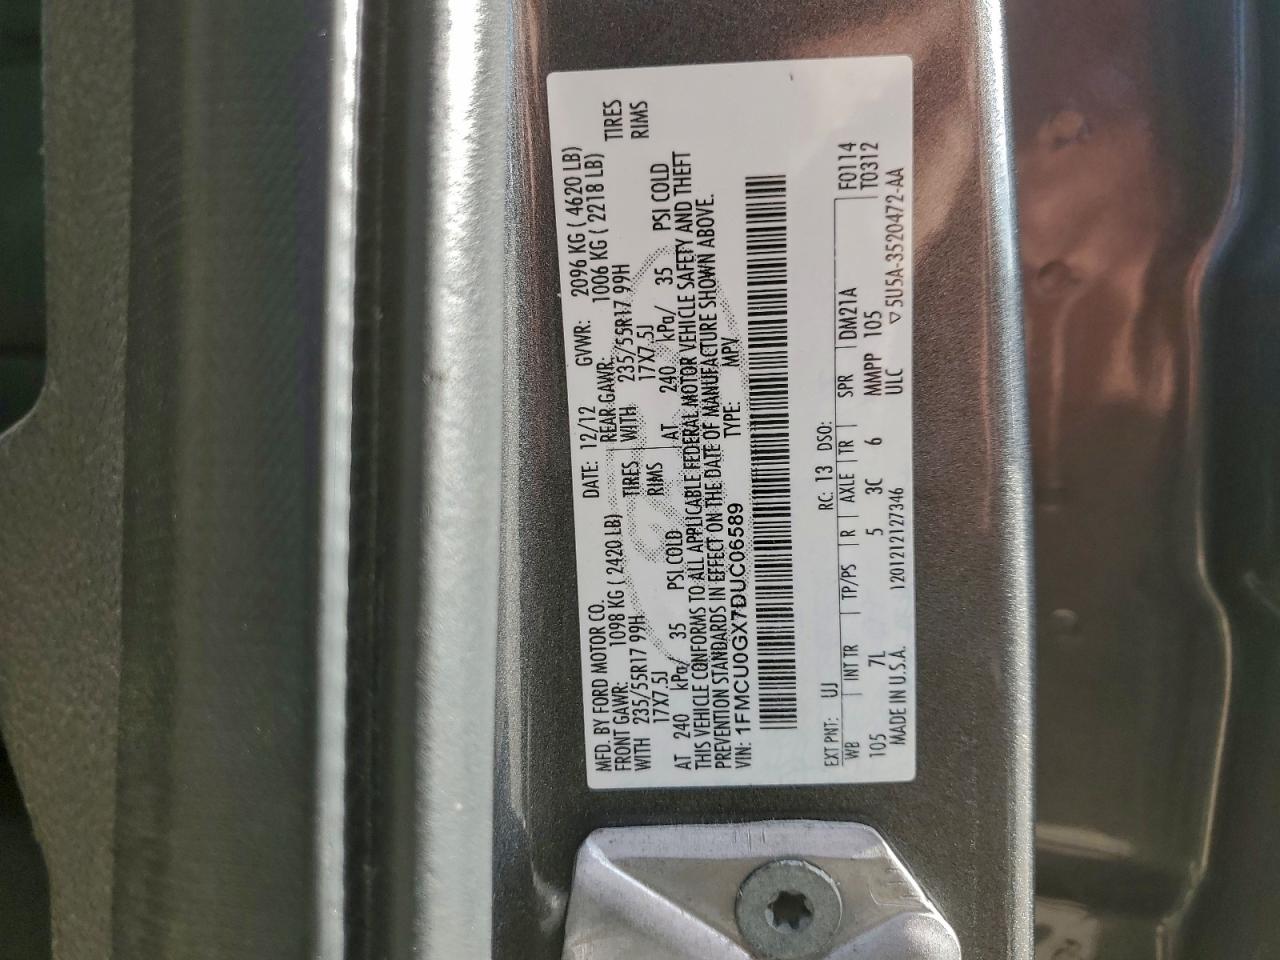 MFD. BY FORD MOTOR CO. DATE: 12/12 GVWR: 2096 KG ( 4620 LB)
FRONT GAWR: 1098 KG ( 2420 LB) REAR GAWR: 1006 KG ( 2218 LB)
WITH 235/55R17 99H TIRES WITH 235/55R17 99H TIRES
17X7.5J RIMS 17X7.5J RIMS
AT 240 kPa/ 35 PSI COLD AT 240 kPa/ 35 PSI COLD
THIS VEHICLE CONFORMS TO ALL APPLICABLE FEDERAL MOTOR VEHICLE SAFETY AND THEFT
PREVENTION STANDARDS IN EFFECT ON THE DATE OF MANUFACTURE SHOWN ABOVE.
VIN: 1FMCU0GX7DUC06589 TYPE: MPV
EXT PNT: UJ RC: 13 DSO: F0114
WB INT TR TP/PS R AXLE TR SPR DM21A T0312
105 7L 5 3C 6 MMPP 105
MADE IN U.S.A. 1201212127346 ULC ▽5U5A-3520472-AA